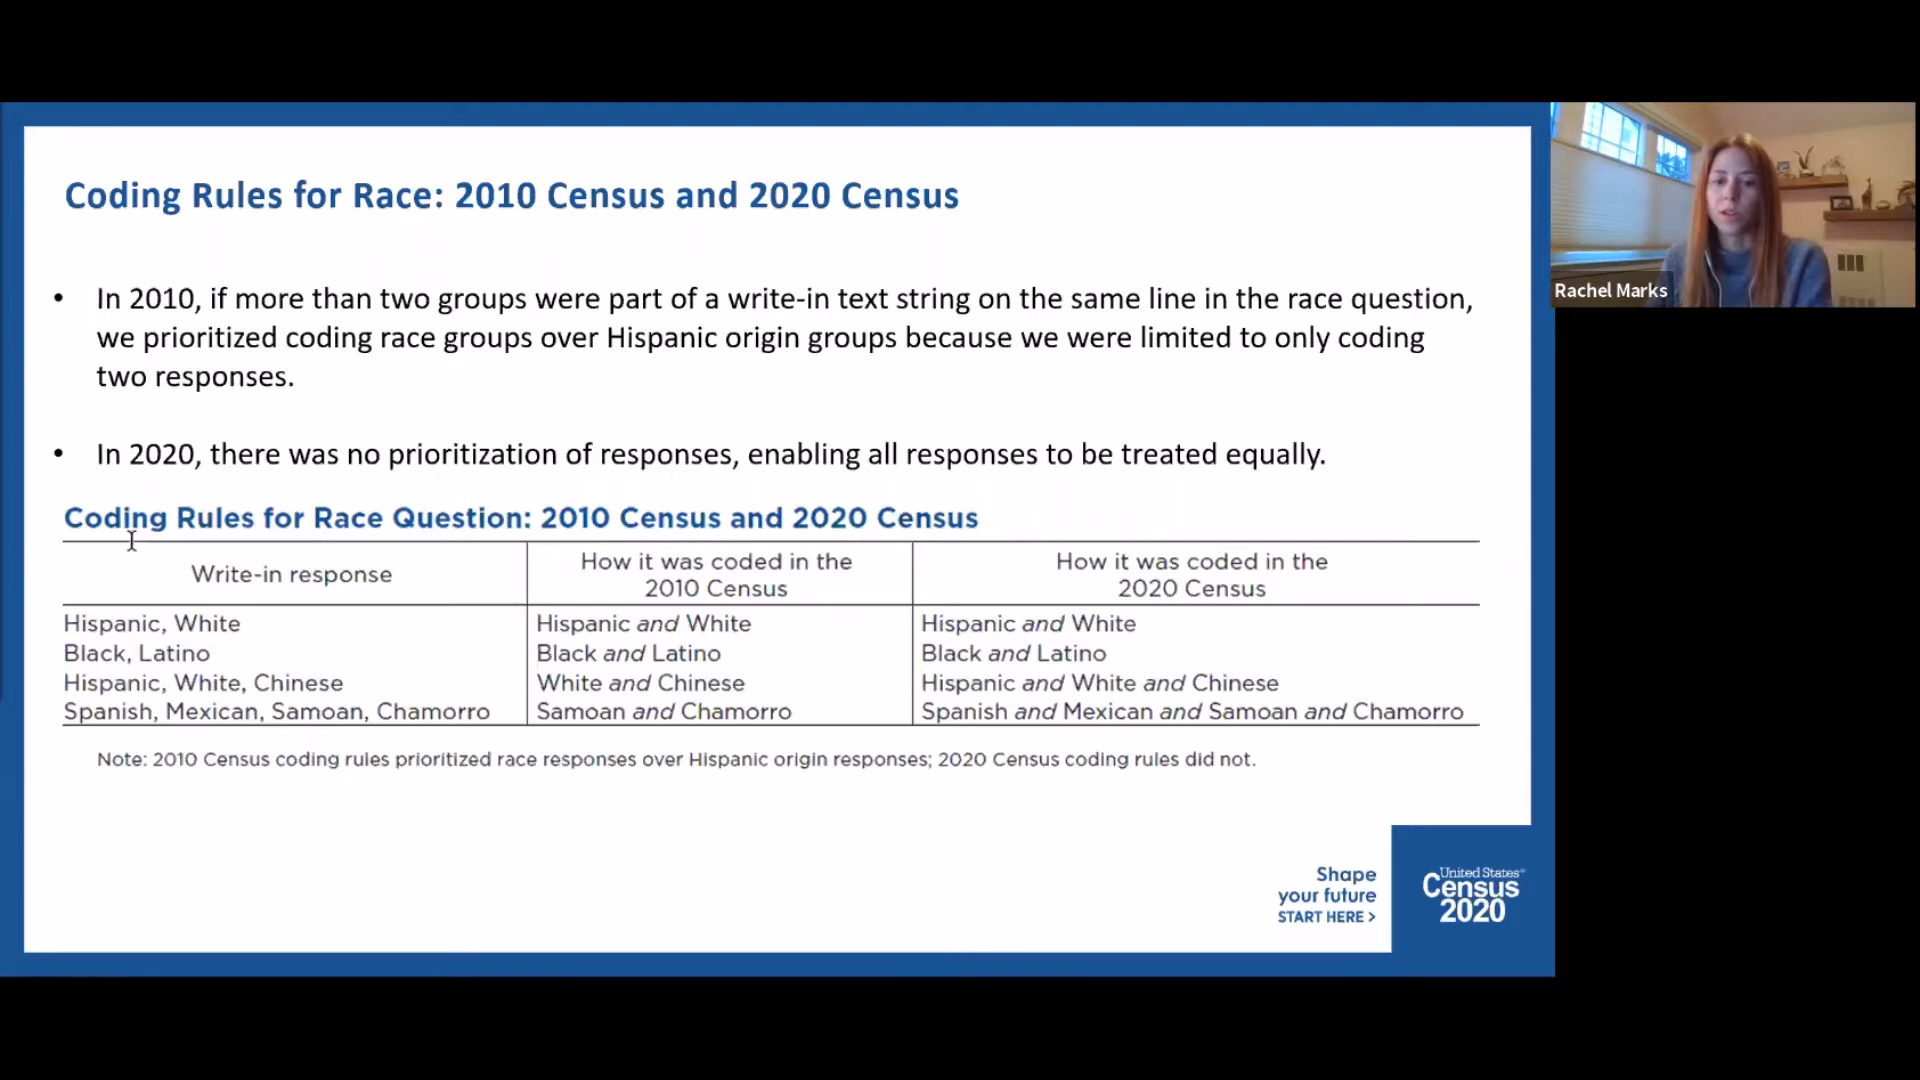 Coding Rules for Race: 2010 Census and 2020 Census
• In 2010, if more than two groups were part of a write-in text string on the same line in the race question,
we prioritized coding race groups over Hispanic origin groups because we were limited to only coding
two responses.
• In 2020, there was no prioritization of responses, enabling all responses to be treated equally.
Coding Rules for Race Question: 2010 Census and 2020 Census
Write-in response
How it was coded in the
2010 Census
How it was coded in the
2020 Census
Hispanic, White Hispanic and White Hispanic and White
Black, Latino Black and Latino Black and Latino
Hispanic, White, Chinese White and Chinese Hispanic and White and Chinese
Spanish, Mexican, Samoan, Chamorro Samoan and Chamorro Spanish and Mexican and Samoan and Chamorro
Note: 2010 Census coding rules prioritized race responses over Hispanic origin responses; 2020 Census coding rules did not.
Shape
your future
START HERE >
United States®
Census
2020
Rachel Marks